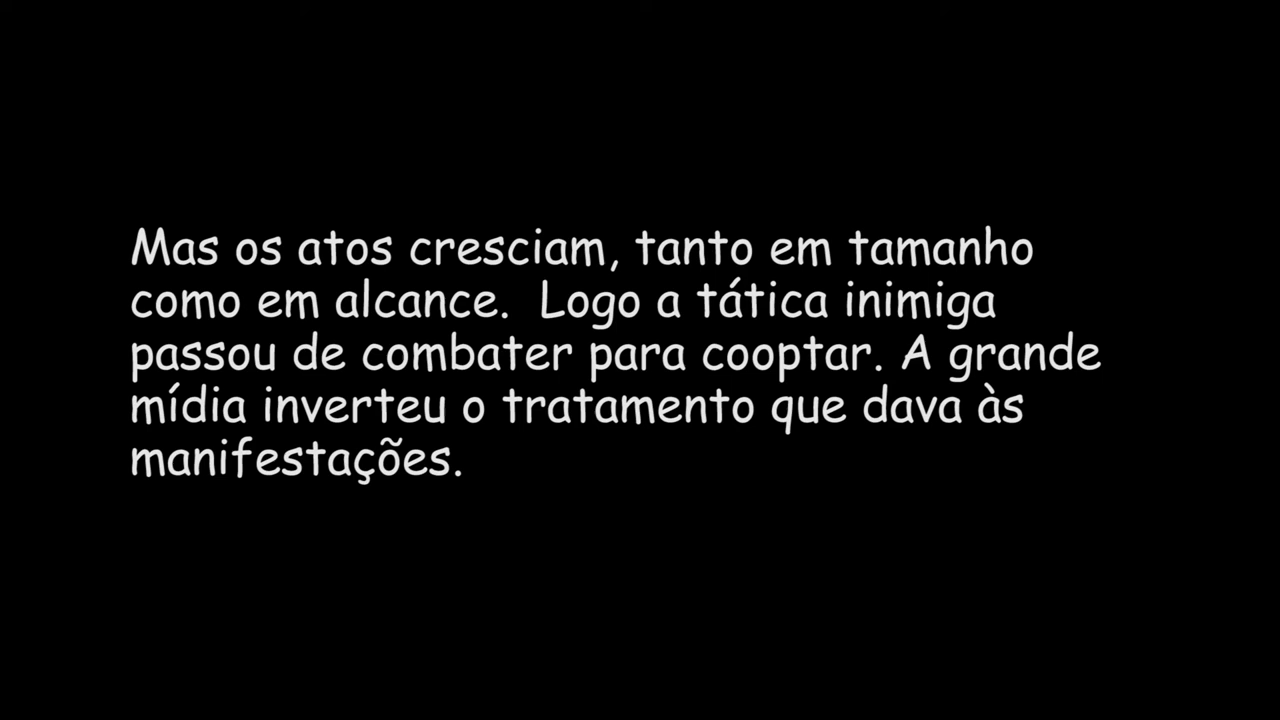 Mas os atos cresciam, tanto em tamanho
como em alcance.  Logo a tática inimiga
passou de combater para cooptar. A grande
mídia inverteu o tratamento que dava às
manifestações.